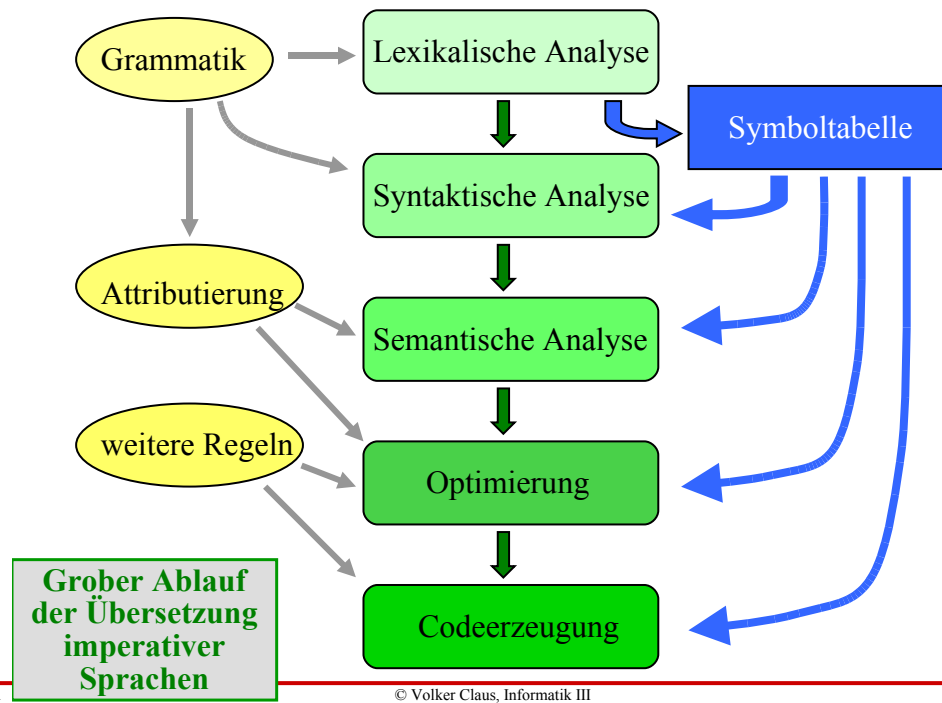 Grammatik
Lexikalische Analyse
Symboltabelle
Syntaktische Analyse
Attributierung
Semantische Analyse
weitere Regeln
Optimierung
Grober Ablauf
der Übersetzung
imperativer
Sprachen
Codeerzeugung
© Volker Claus, Informatik III